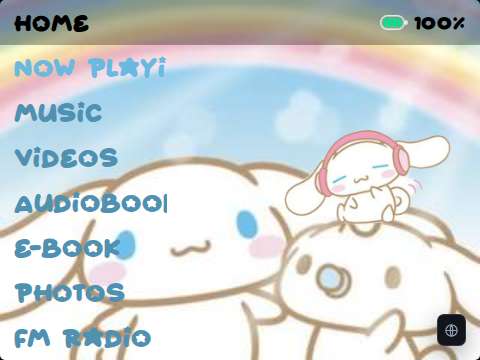 HOME 100%
NOW PLAYi
MUSiC
ViDEOS
AUDiOBOO
E-BOOK
PHOTOS
FM RADiO